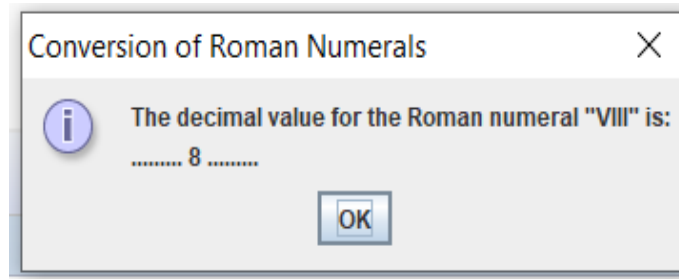 Conversion of Roman Numerals
The decimal value for the Roman numeral "VIII" is:
......... 8 .........
OK